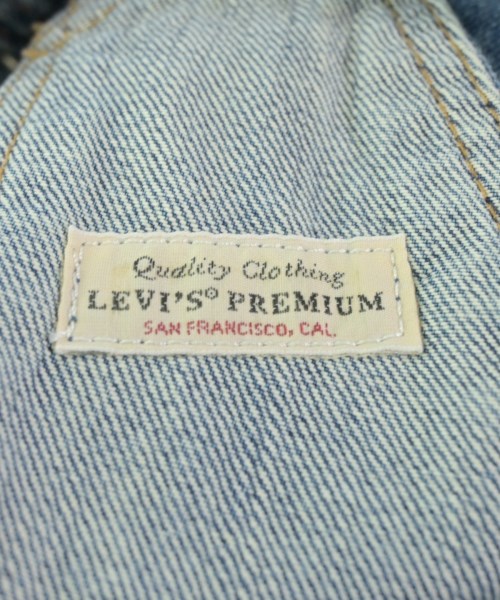 Quality Clothing
LEVI'S® PREMIUM
SAN FRANCISCO, CAL.